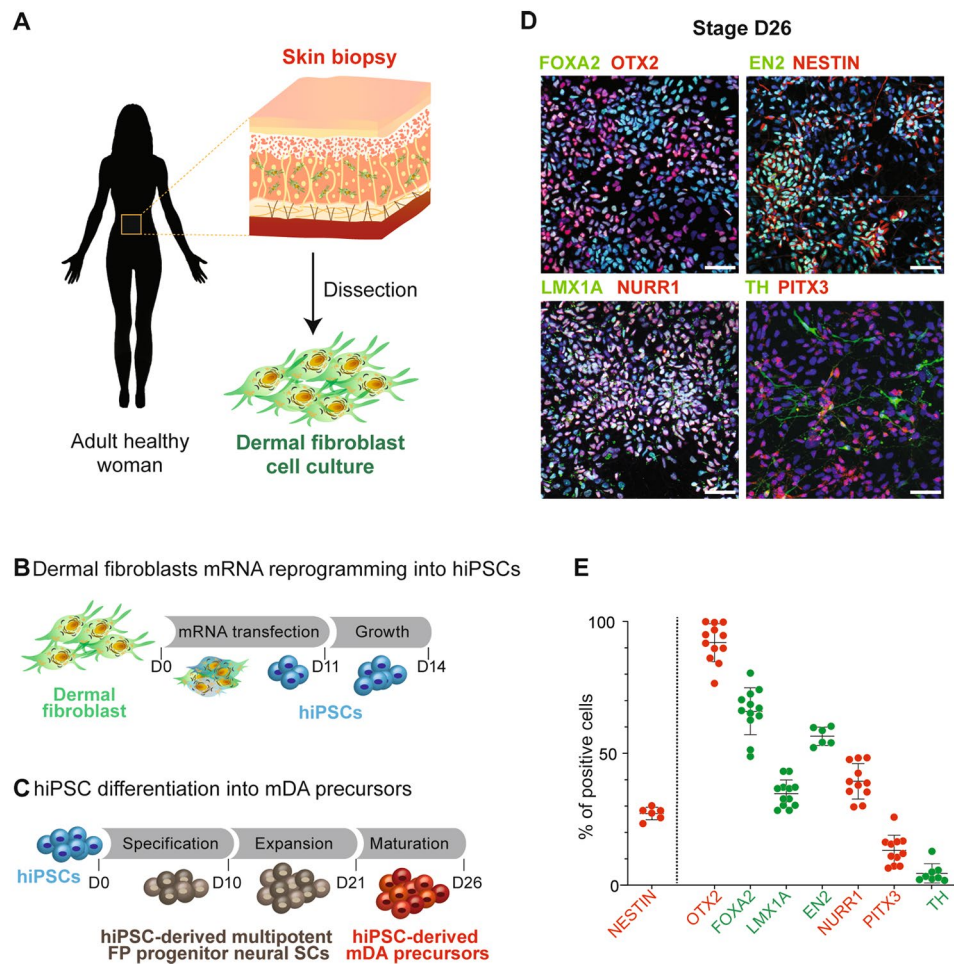 A
Skin biopsy
Dissection
Adult healthy
woman
Dermal fibroblast
cell culture
B Dermal fibroblasts mRNA reprogramming into hiPSCs
mRNA transfection
Growth
D0
D11
D14
Dermal
fibroblast
hiPSCs
C hiPSC differentiation into mDA precursors
Specification
Expansion
Maturation
hiPSCs
D0
D10
D21
D26
hiPSC-derived multipotent
FP progenitor neural SCs
hiPSC-derived
mDA precursors
D
Stage D26
FOXA2 OTX2
EN2 NESTIN
LMX1A NURR1
TH PITX3
E
% of positive cells
100
50
0
NESTIN
OTX2
FOXA2
LMX1A
EN2
NURR1
PITX3
TH